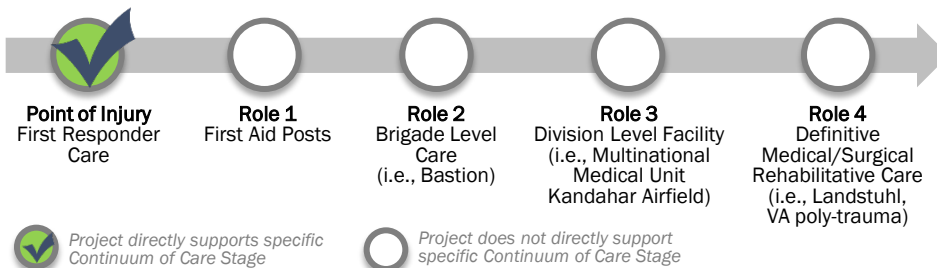 Point of Injury
First Responder
Care
Role 1
First Aid Posts
Role 2
Brigade Level
Care
(i.e., Bastion)
Role 3
Division Level Facility
(i.e., Multinational
Medical Unit
Kandahar Airfield)
Role 4
Definitive
Medical/Surgical
Rehabilitative Care
(i.e., Landstuhl,
VA poly-trauma)
Project directly supports specific
Continuum of Care Stage
Project does not directly support
specific Continuum of Care Stage